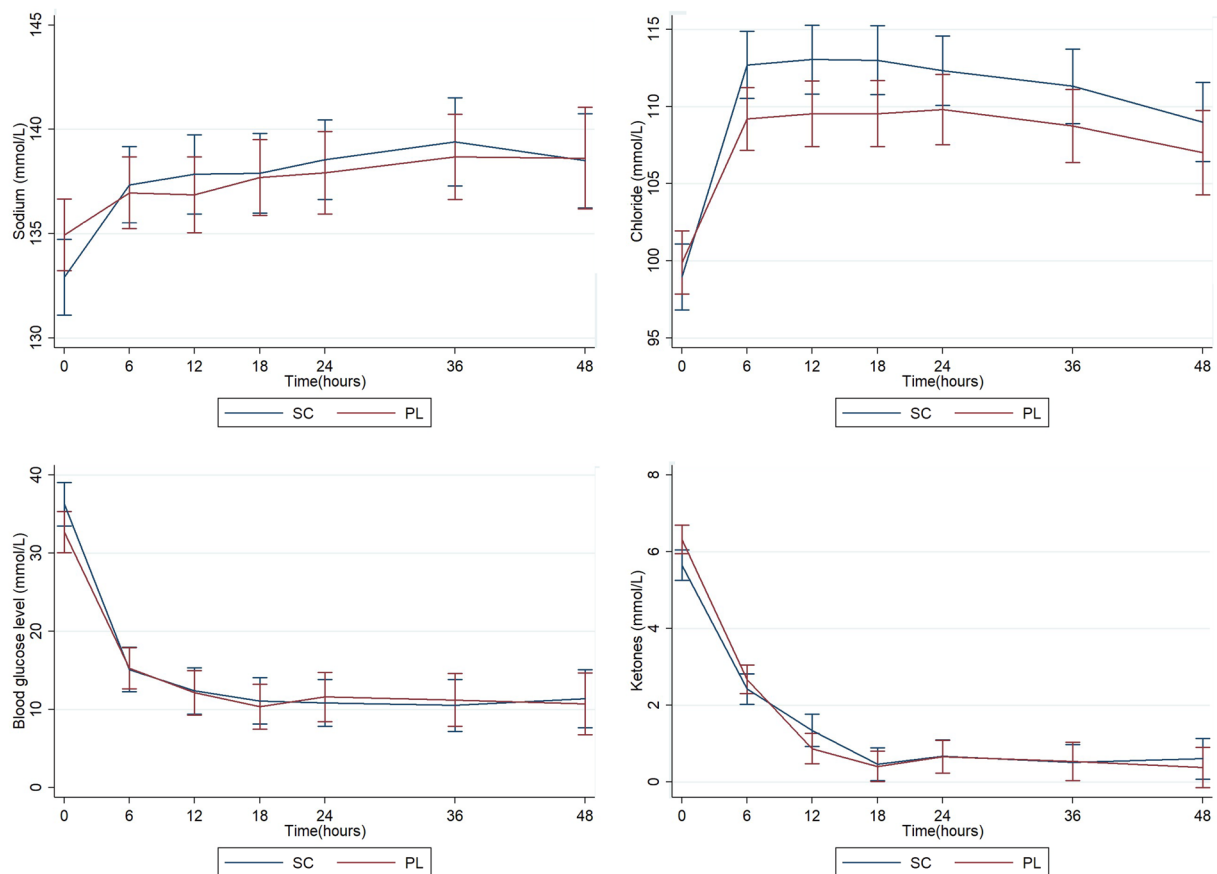 Sodium (mmol/L)
145
140
135
130
0 6 12 18 24 36 48
Time(hours)
SC PL
Chloride (mmol/L)
115
110
105
100
95
0 6 12 18 24 36 48
Time(hours)
SC PL
Blood glucose level (mmol/L)
40
30
20
10
0
0 6 12 18 24 36 48
Time(hours)
SC PL
Ketones (mmol/L)
8
6
4
2
0
0 6 12 18 24 36 48
Time(hours)
SC PL